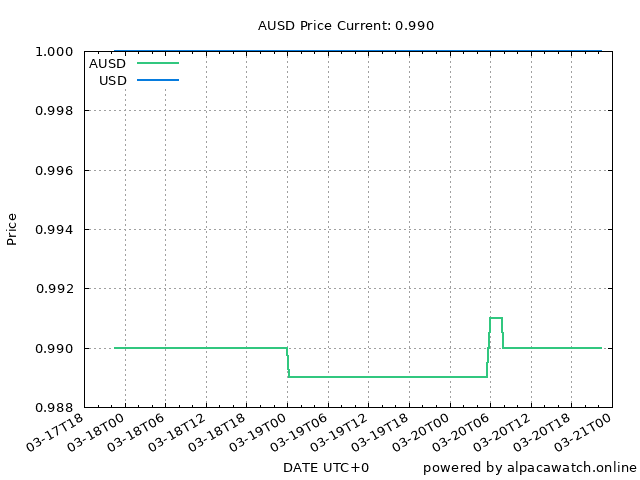 AUSD Price Current: 0.990
1.000
AUSD
USD
0.998
0.996
0.994
Price
0.992
0.990
0.988
03-17T18 03-18T00 03-18T06 03-18T12 03-18T18 03-19T00 03-19T06 03-19T12 03-19T18 03-20T00 03-20T06 03-20T12 03-20T18 03-21T00
DATE UTC+0
powered by alpacawatch.online